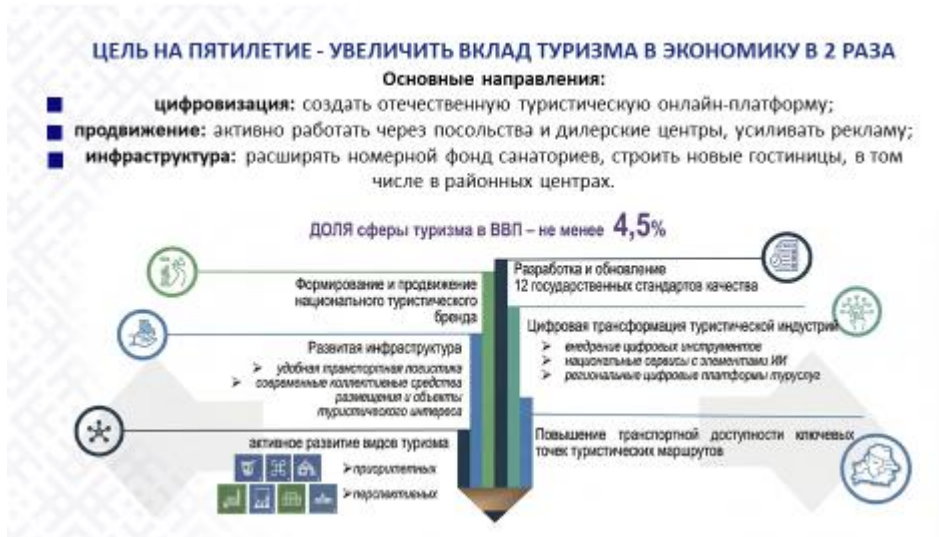 ЦЕЛЬ НА ПЯТИЛЕТИЕ - УВЕЛИЧИТЬ ВКЛАД ТУРИЗМА В ЭКОНОМИКУ В 2 РАЗА
Основные направления:
цифровизация: создать отечественную туристическую онлайн-платформу;
продвижение: активно работать через посольства и дилерские центры, усиливать рекламу;
инфраструктура: расширять номерной фонд санаториев, строить новые гостиницы, в том
числе в районных центрах.
ДОЛЯ сферы туризма в ВВП – не менее 4,5%
Формирование и продвижение
национального туристического
бренда
Развитая инфраструктура
удобная транспортная логистика
современные коллективные средства
размещения и объекты
туристического интереса
активное развитие видов туризма
приоритетных
перспективных
Разработка и обновление
12 государственных стандартов качества
Цифровая трансформация туристической индустрии
внедрение цифровых инструментов
национальные сервисы с элементами ИИ
региональные цифровые платформы туруслуг
Повышение транспортной доступности ключевых
точек туристических маршрутов